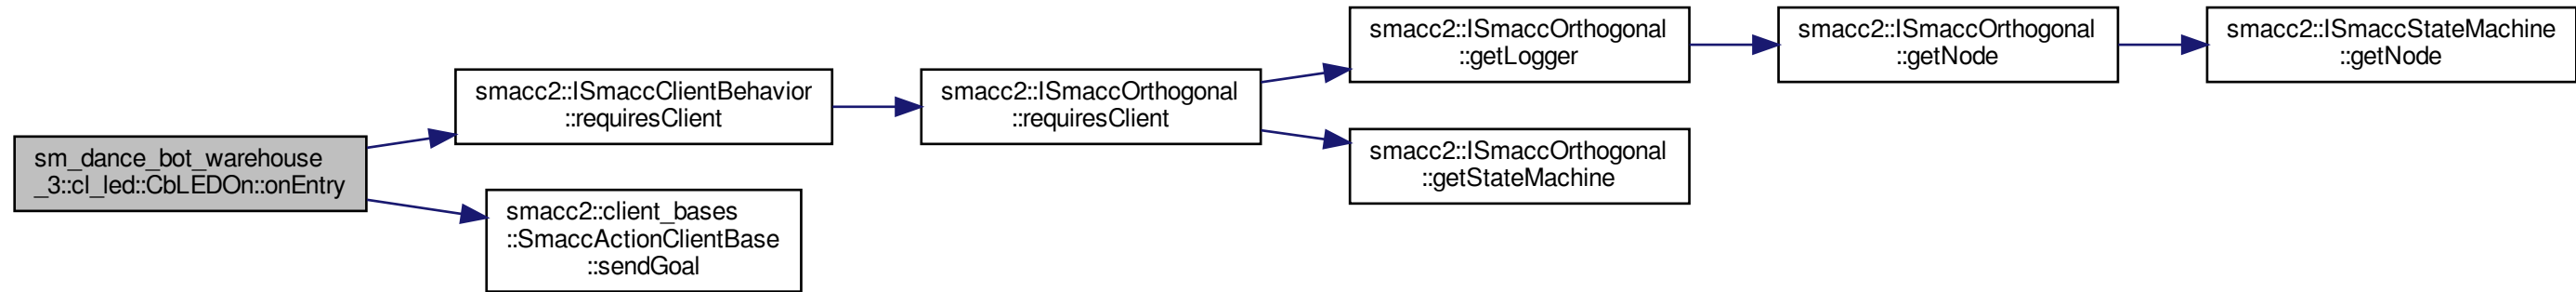 sm_dance_bot_warehouse
_3::cl_led::CbLEDOn::onEntry
smacc2::ISmaccClientBehavior
::requiresClient
smacc2::ISmaccOrthogonal
::requiresClient
smacc2::ISmaccOrthogonal
::getLogger
smacc2::ISmaccOrthogonal
::getNode
smacc2::ISmaccStateMachine
::getNode
smacc2::ISmaccOrthogonal
::getStateMachine
smacc2::client_bases
::SmaccActionClientBase
::sendGoal